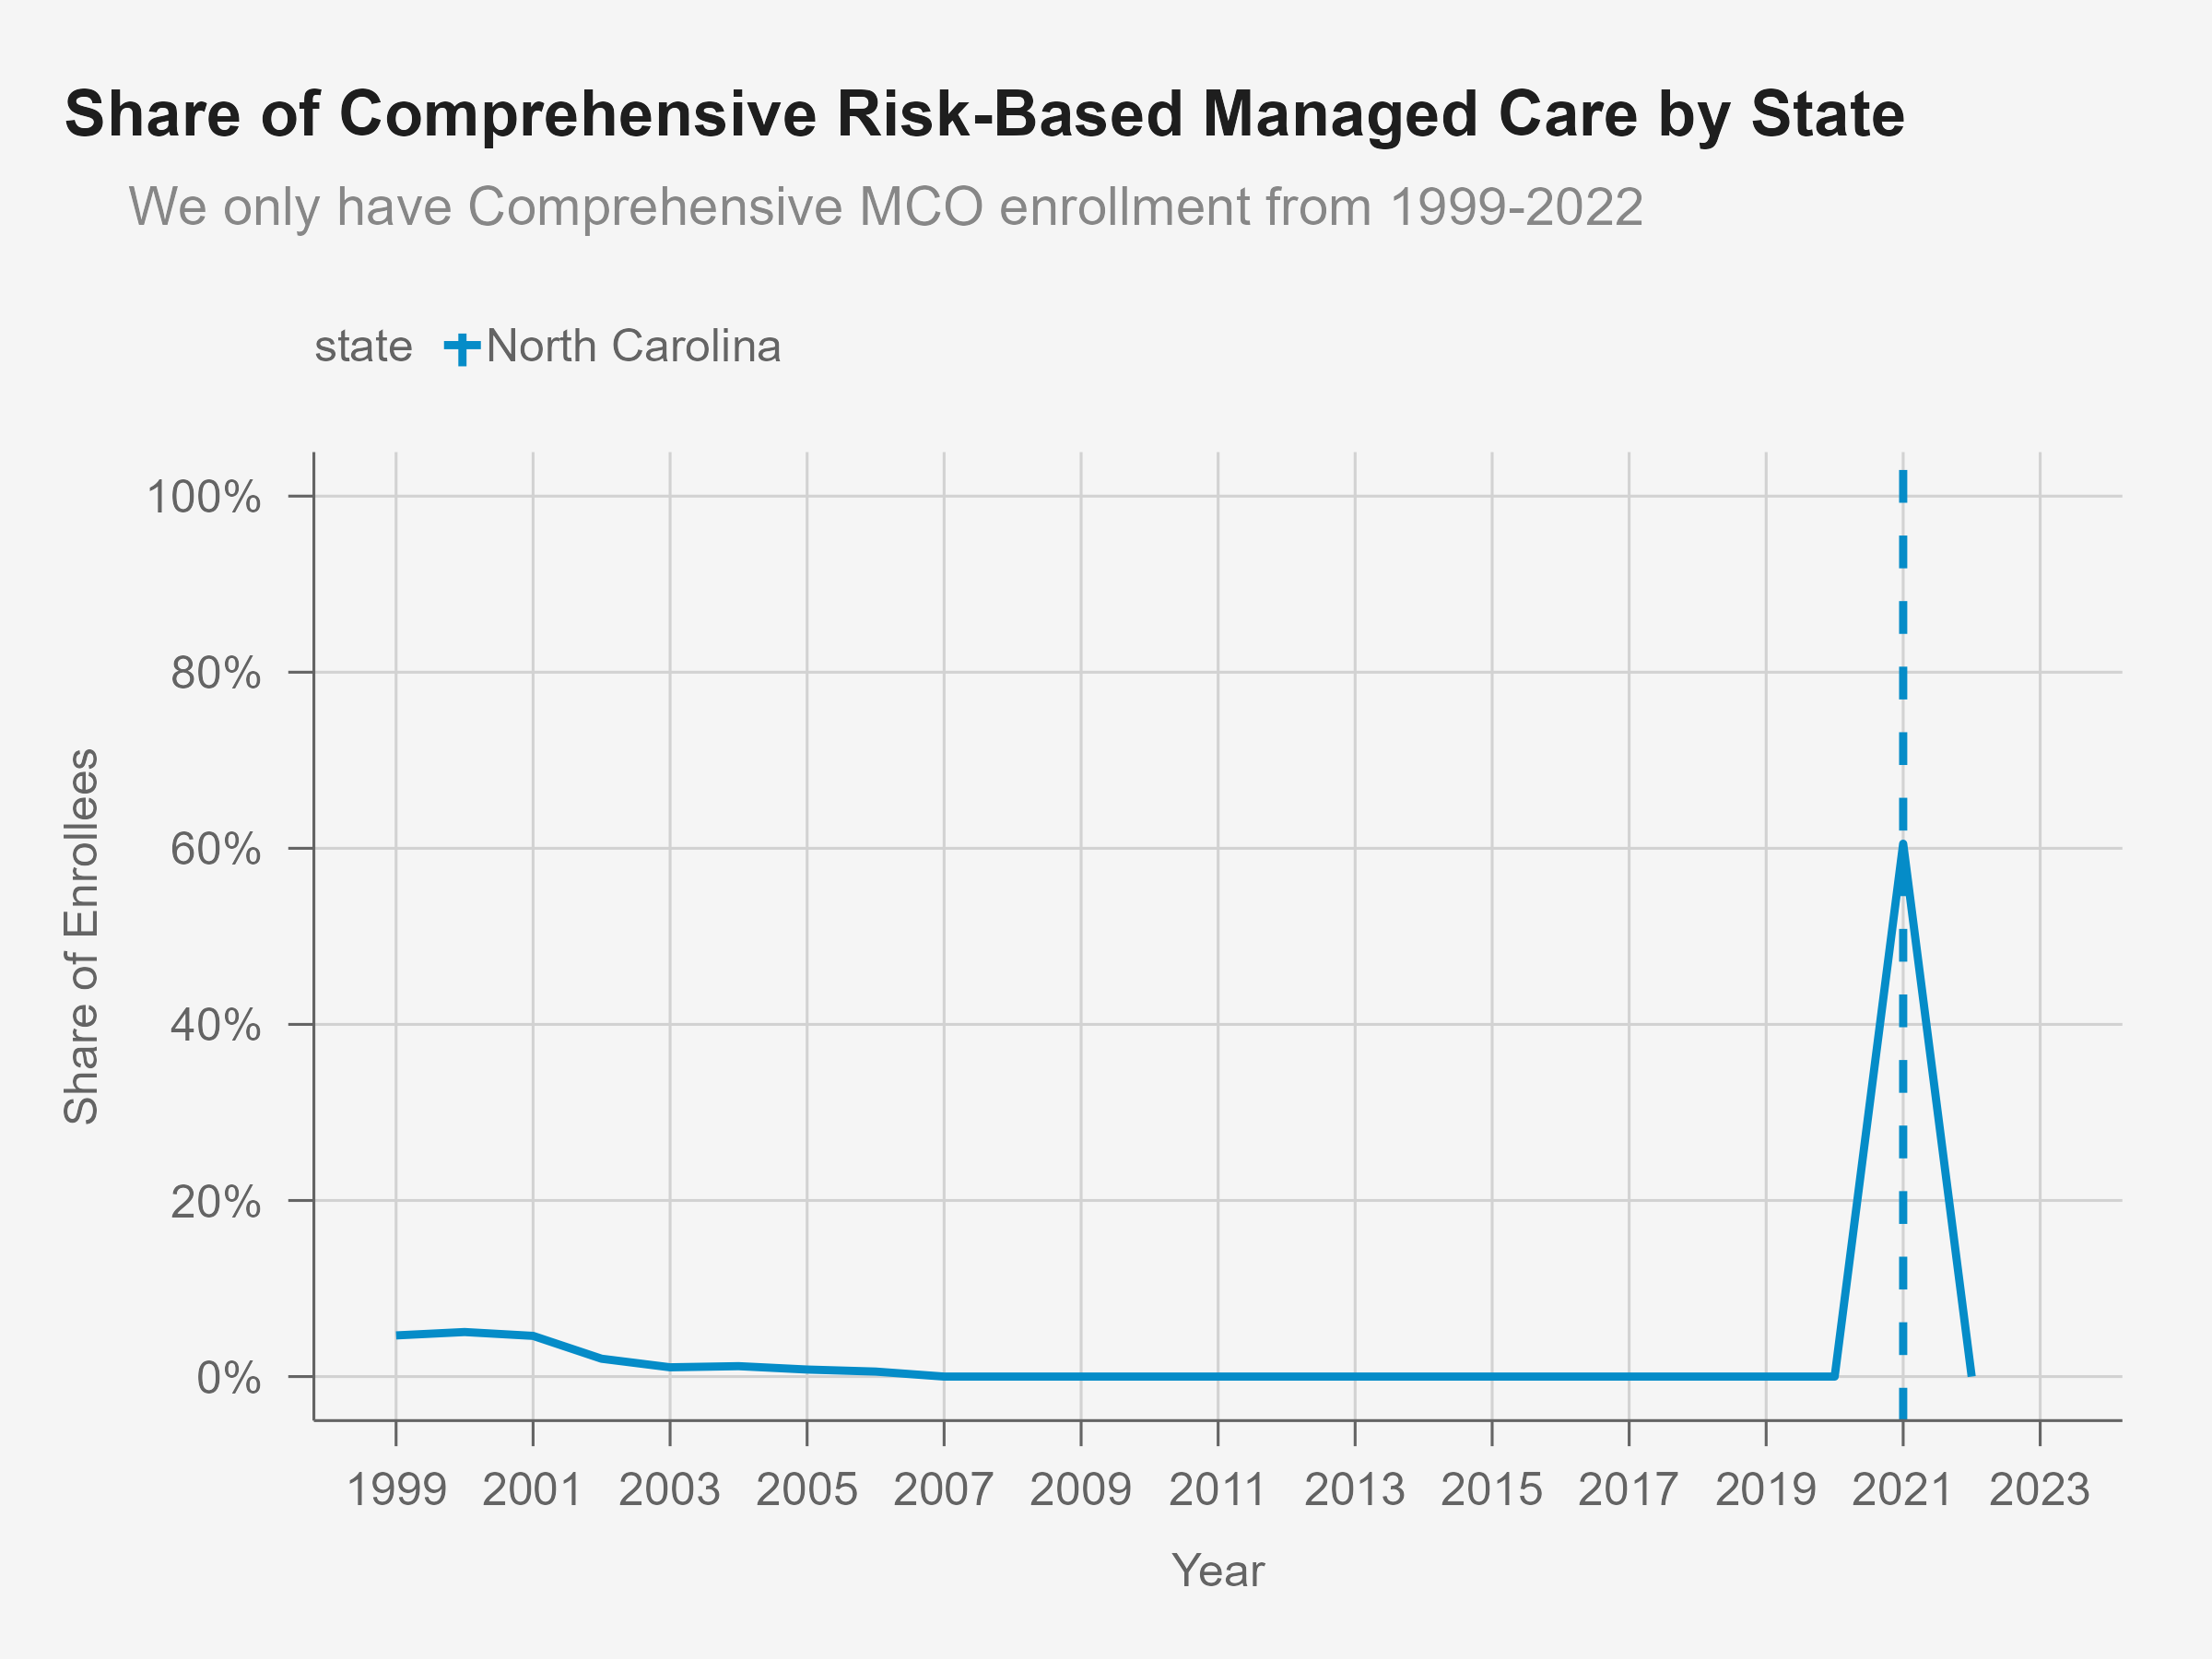 Share of Comprehensive Risk-Based Managed Care by State
We only have Comprehensive MCO enrollment from 1999-2022
state North Carolina
100%
80%
60%
40%
20%
0%
Share of Enrollees
1999 2001 2003 2005 2007 2009 2011 2013 2015 2017 2019 2021 2023
Year